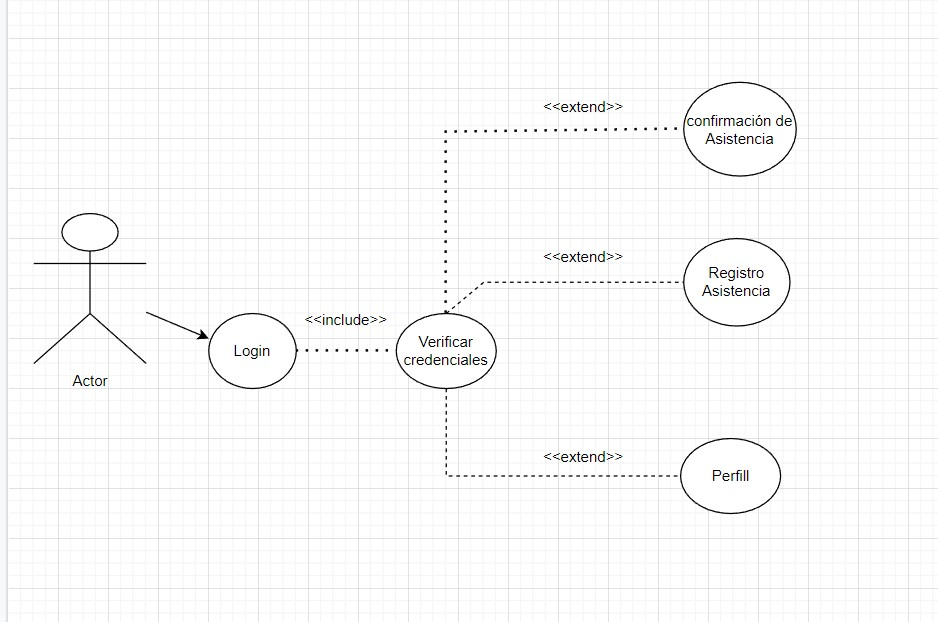 <<extend>>
confirmación de
Asistencia
<<extend>>
Registro
Asistencia
<<include>>
Login
Verificar
credenciales
Actor
<<extend>>
Perfill